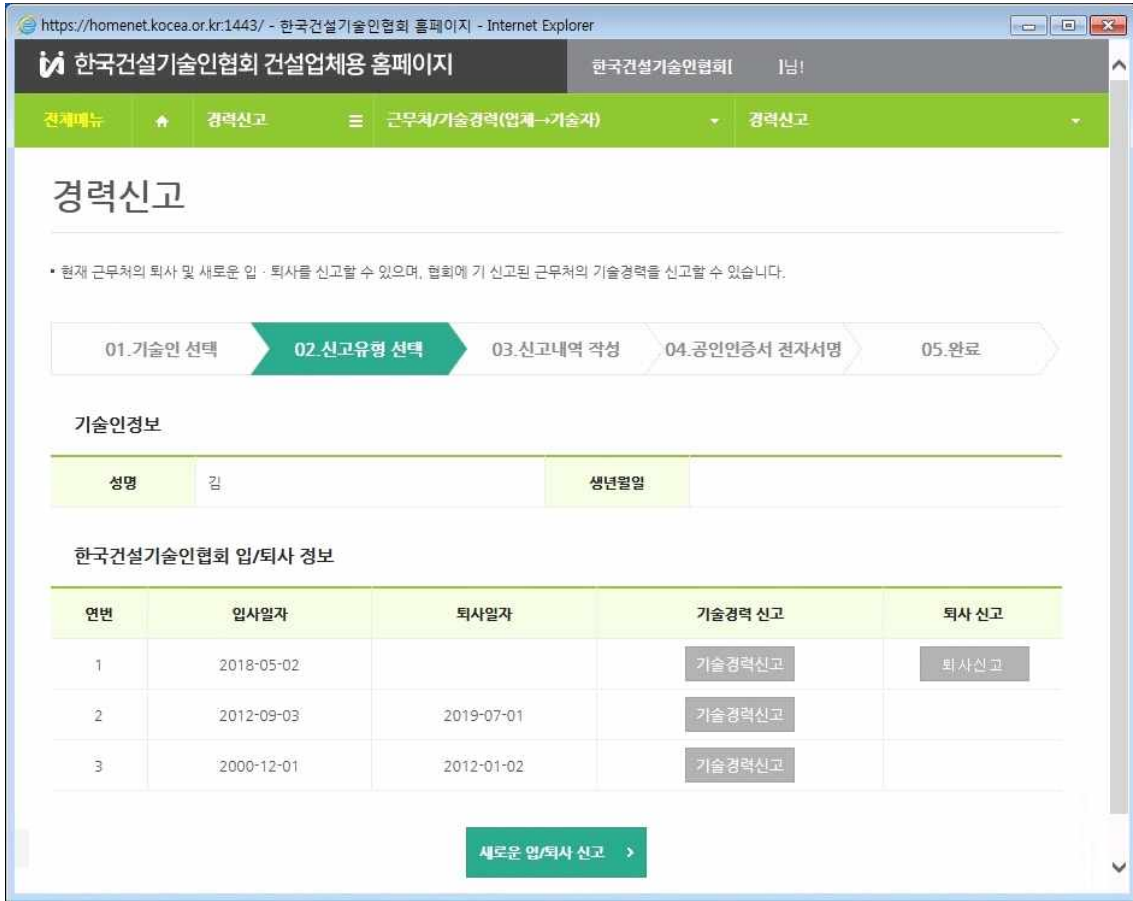 https://homenet.kocea.or.kr:1443/ - 한국건설기술인협회 홈페이지 - Internet Explorer
한국건설기술인협회 건설업체용 홈페이지 한국건설기술인협회[ ]님!
전체메뉴 경력신고 근무처/기술경력(업체→기술자) 경력신고
경력신고
▪ 현재 근무처의 퇴사 및 새로운 입 · 퇴사를 신고할 수 있으며, 협회에 기 신고된 근무처의 기술경력을 신고할 수 있습니다.
01.기술인 선택 02.신고유형 선택 03.신고내역 작성 04.공인인증서 전자서명 05.완료
기술인정보
성명 김 생년월일
한국건설기술인협회 입/퇴사 정보
연번 입사일자 퇴사일자 기술경력 신고 퇴사 신고
1 2018-05-02 기술경력신고 퇴사신고
2 2012-09-03 2019-07-01 기술경력신고
3 2000-12-01 2012-01-02 기술경력신고
새로운 입/퇴사 신고 >